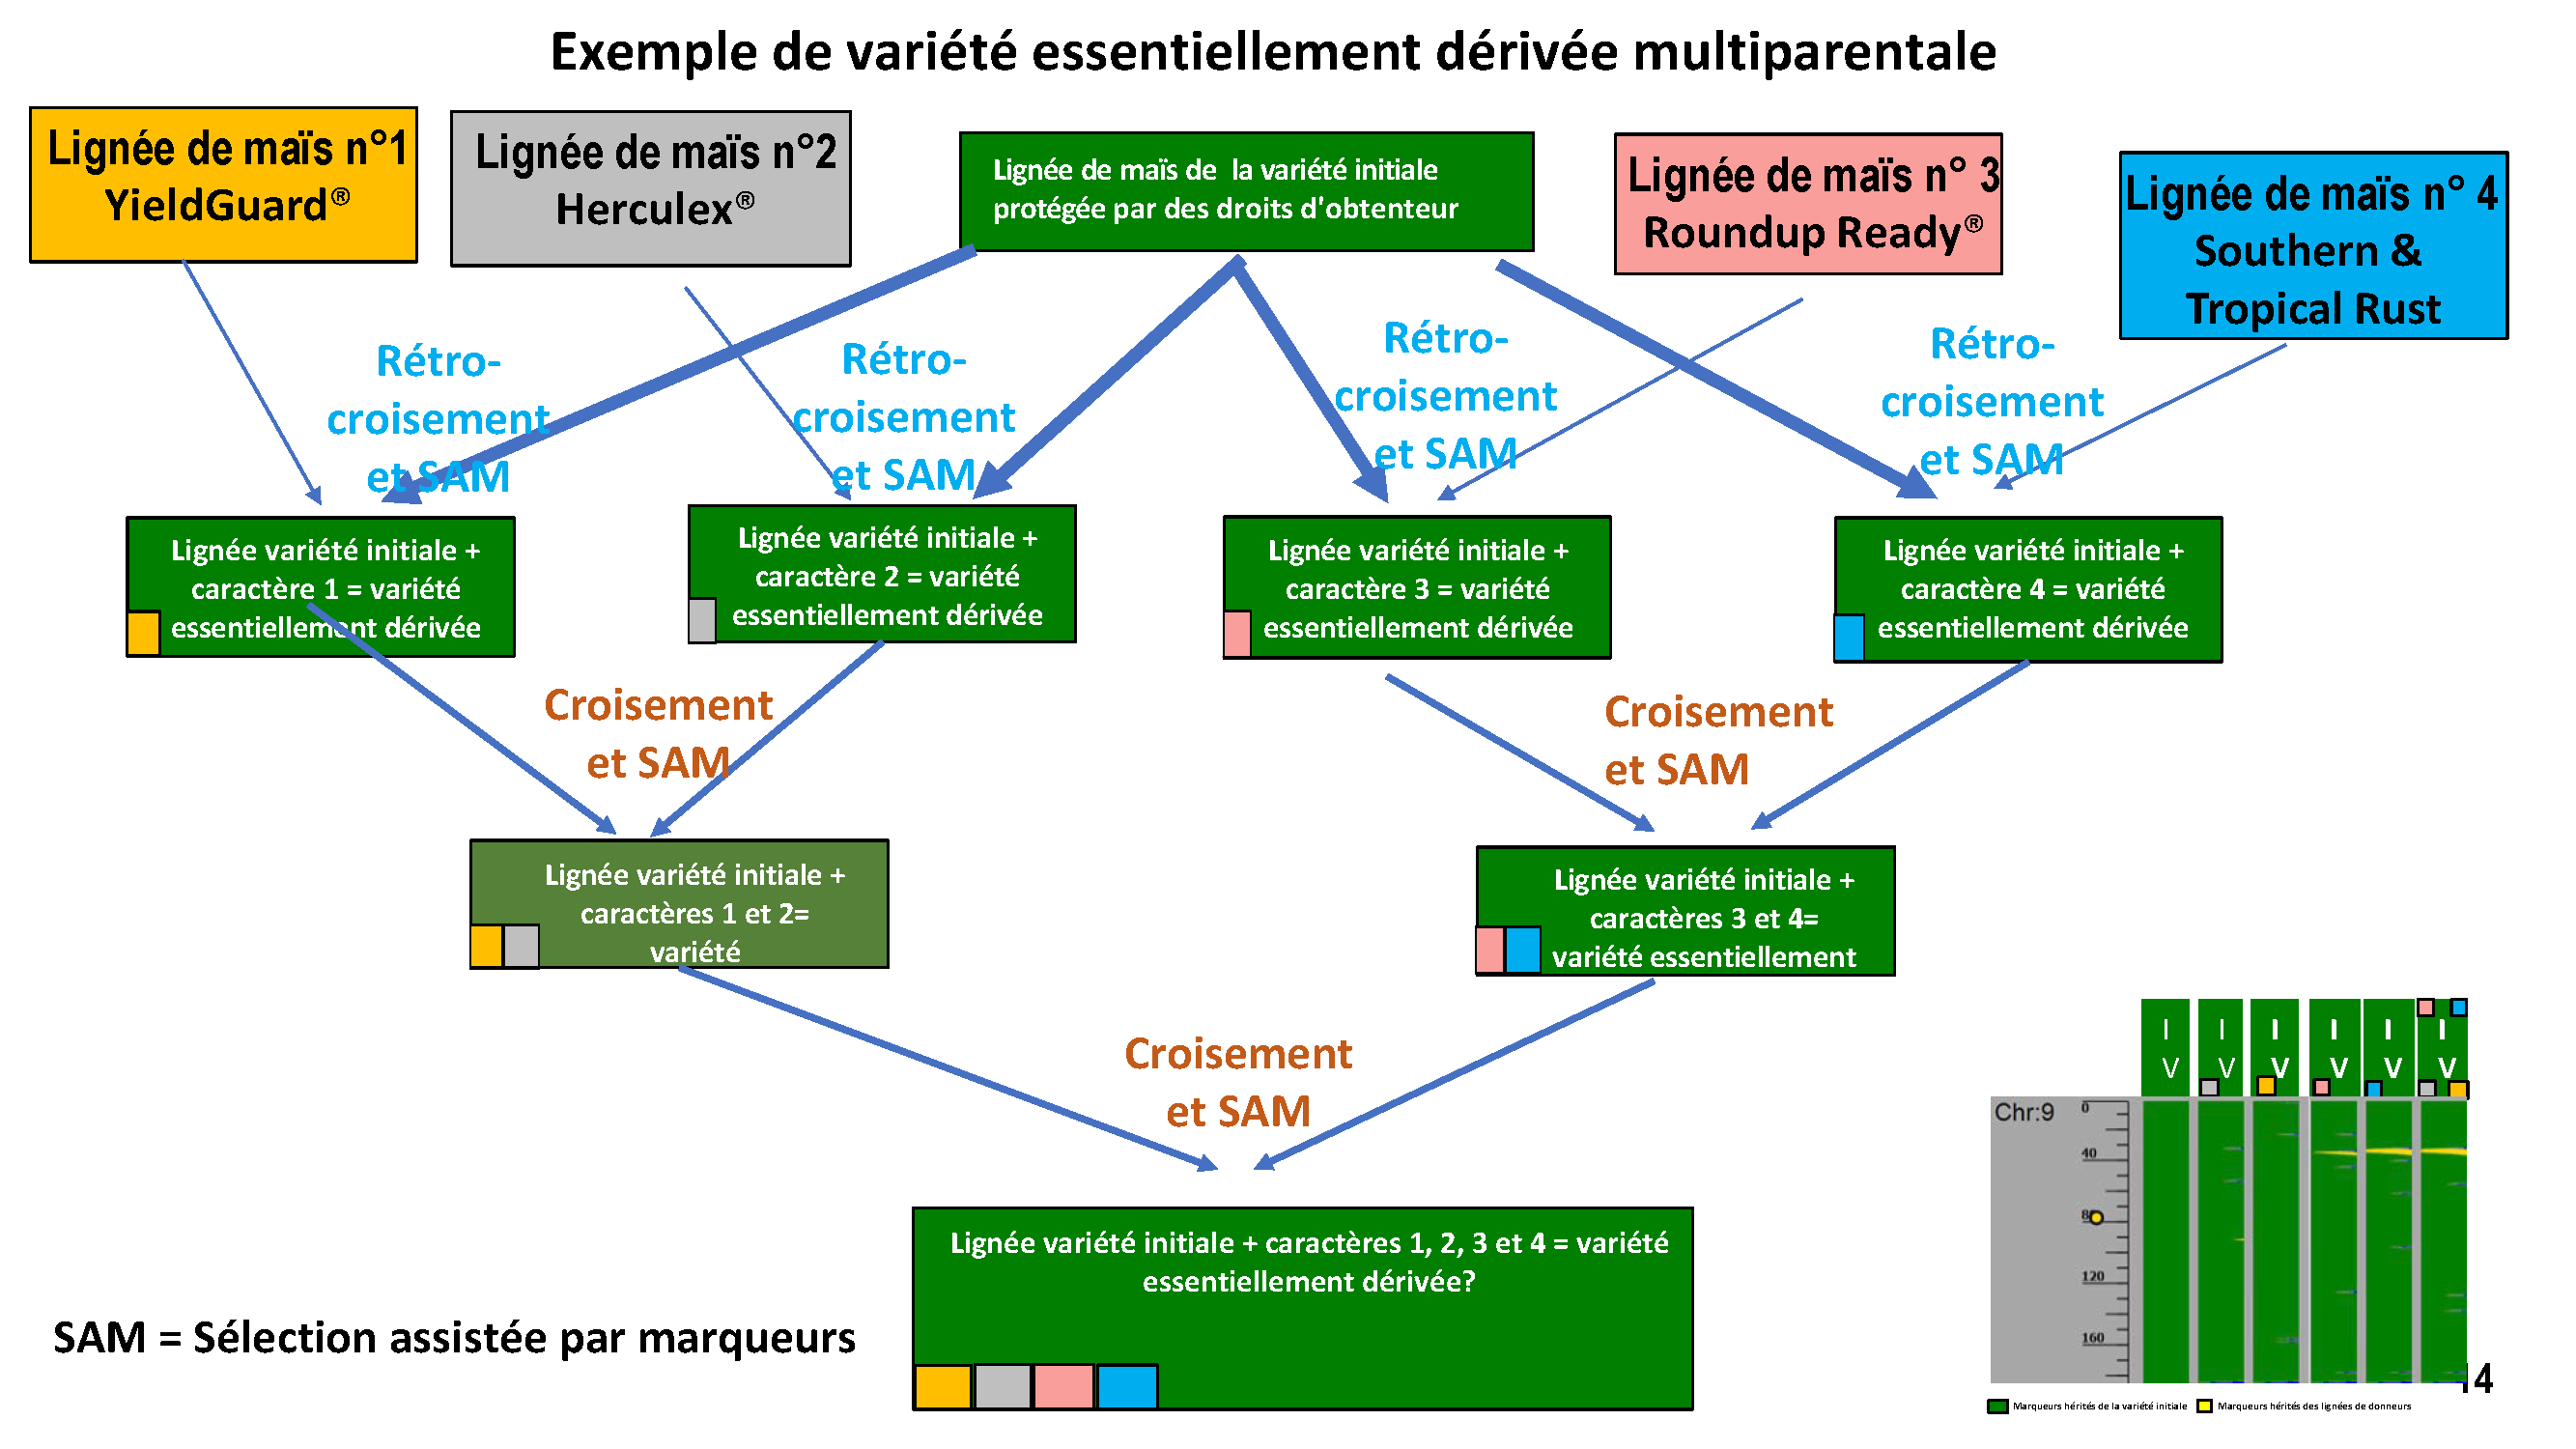 Exemple de variété essentiellement dérivée multiparentale
Lignée de maïs n°1
YieldGuard®
Lignée de maïs n°2
Herculex®
Lignée de maïs de la variété initiale
protégée par des droits d'obtenteur
Lignée de maïs n° 3
Roundup Ready®
Lignée de maïs n° 4
Southern &
Tropical Rust
Rétro-
croisement
et SAM
Rétro-
croisement
et SAM
Rétro-
croisement
et SAM
Rétro-
croisement
et SAM
Lignée variété initiale +
caractère 1 = variété
essentiellement dérivée
Lignée variété initiale +
caractère 2 = variété
essentiellement dérivée
Lignée variété initiale +
caractère 3 = variété
essentiellement dérivée
Lignée variété initiale +
caractère 4 = variété
essentiellement dérivée
Croisement
et SAM
Croisement
et SAM
Lignée variété initiale +
caractères 1 et 2=
variété
Lignée variété initiale +
caractères 3 et 4=
variété essentiellement
Croisement
et SAM
Lignée variété initiale + caractères 1, 2, 3 et 4 = variété
essentiellement dérivée?
SAM = Sélection assistée par marqueurs
I I I I I I
V V V V V V
Chr:9
0
40
80
120
160
14
Marqueurs hérités de la variété initiale
Marqueurs hérités des lignées de donneurs